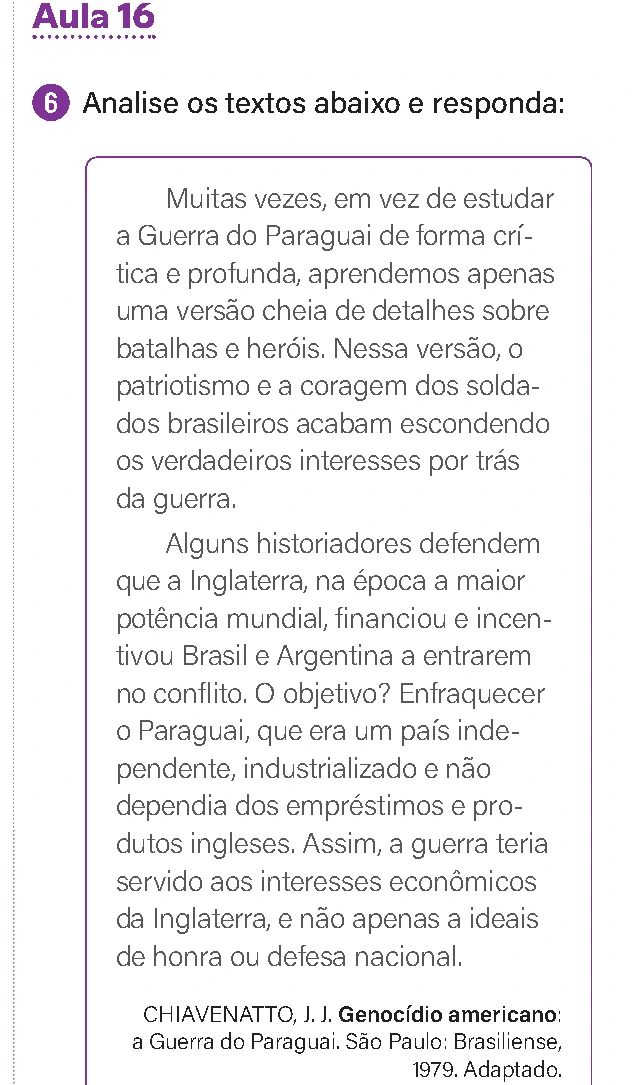 Aula 16
6 Analise os textos abaixo e responda:
Muitas vezes, em vez de estudar
a Guerra do Paraguai de forma crí-
tica e profunda, aprendemos apenas
uma versão cheia de detalhes sobre
batalhas e heróis. Nessa versão, o
patriotismo e a coragem dos solda-
dos brasileiros acabam escondendo
os verdadeiros interesses por trás
da guerra.
Alguns historiadores defendem
que a Inglaterra, na época a maior
potência mundial, financiou e incen-
tivou Brasil e Argentina a entrarem
no conflito. O objetivo? Enfraquecer
o Paraguai, que era um país inde-
pendente, industrializado e não
dependia dos empréstimos e pro-
dutos ingleses. Assim, a guerra teria
servido aos interesses econômicos
da Inglaterra, e não apenas a ideais
de honra ou defesa nacional.
CHIAVENATTO, J. J. Genocídio americano:
a Guerra do Paraguai. São Paulo: Brasiliense,
1979. Adaptado.